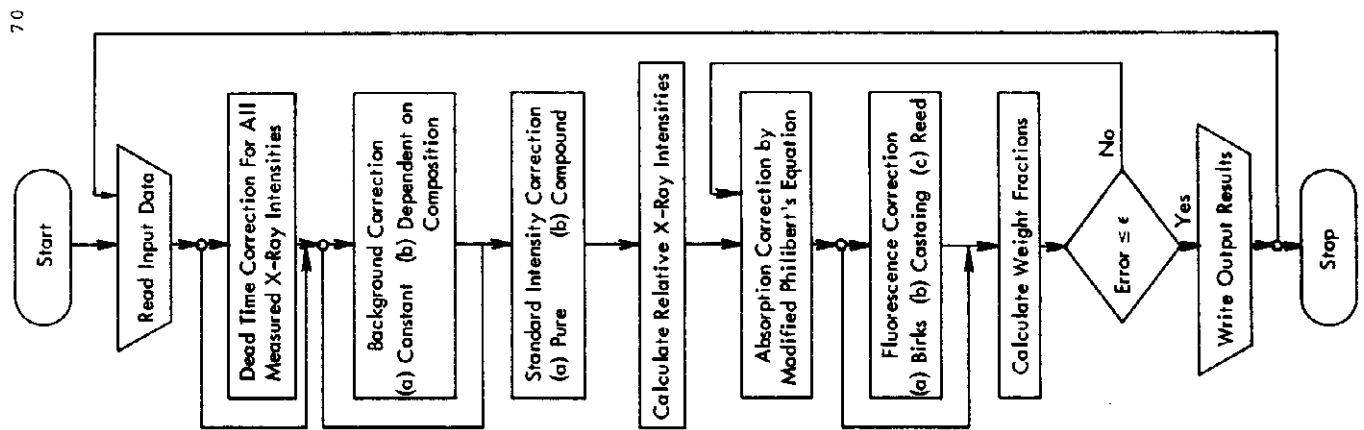 70
Start
Read Input Data
Dead Time Correction For All
Measured X-Ray Intensities
Background Correction
(a) Constant (b) Dependent on
Composition
Standard Intensity Correction
(a) Pure (b) Compound
Calculate Relative X-Ray Intensities
Absorption Correction by
Modified Philibert's Equation
Fluorescence Correction
(a) Birks (b) Castaing (c) Reed
Calculate Weight Fractions
Error ≤ ϵ
No
Yes
Write Output Results
Stop